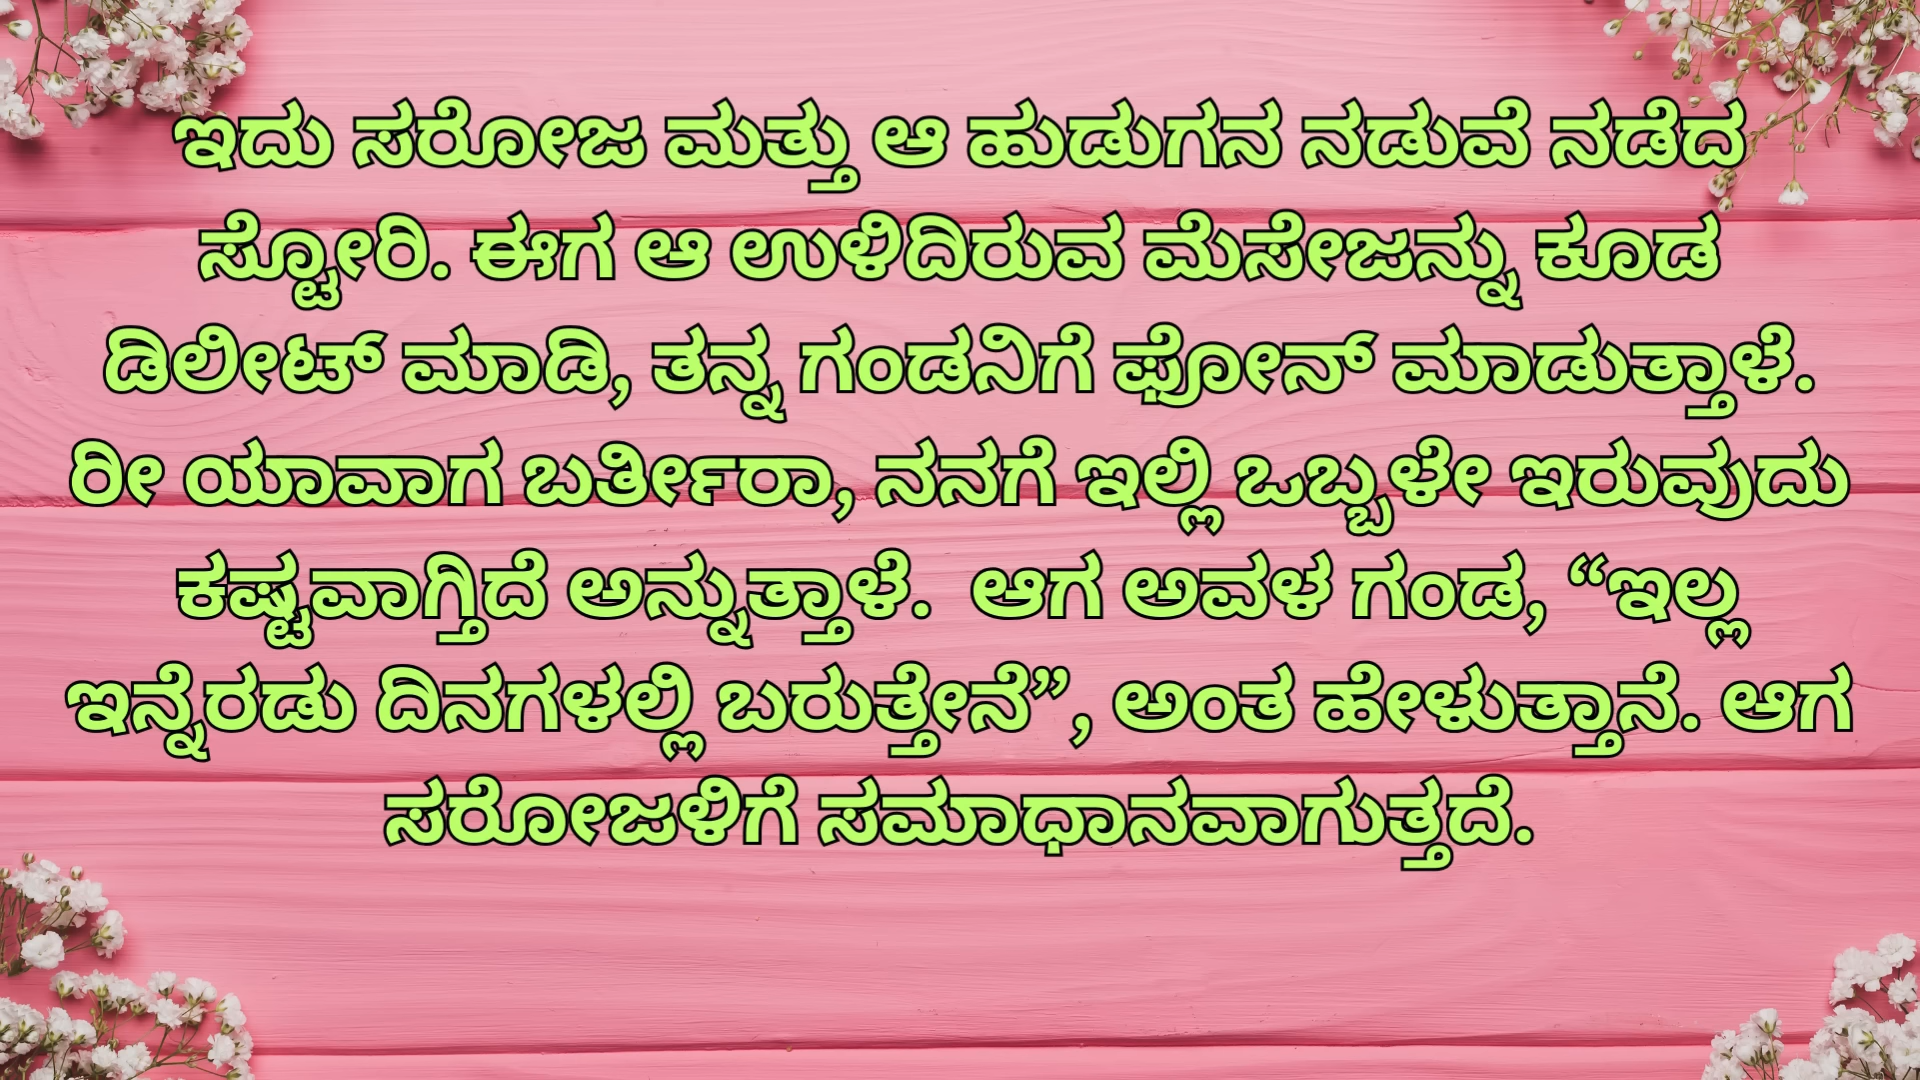 ಇದು ಸರೋಜ ಮತ್ತು ಆ ಹುಡುಗನ ನಡುವೆ ನಡೆದ
ಸ್ಟೋರಿ. ಈಗ ಆ ಉಳಿದಿರುವ ಮೆಸೇಜನ್ನು ಕೂಡ
ಡಿಲೀಟ್ ಮಾಡಿ, ತನ್ನ ಗಂಡನಿಗೆ ಫೋನ್ ಮಾಡುತ್ತಾಳೆ.
ರೀ ಯಾವಾಗ ಬರ್ತೀರಾ, ನನಗೆ ಇಲ್ಲಿ ಒಬ್ಬಳೇ ಇರುವುದು
ಕಷ್ಟವಾಗ್ತಿದೆ ಅನ್ನುತ್ತಾಳೆ. ಆಗ ಅವಳ ಗಂಡ, “ಇಲ್ಲ
ಇನ್ನೆರಡು ದಿನಗಳಲ್ಲಿ ಬರುತ್ತೇನೆ”, ಅಂತ ಹೇಳುತ್ತಾನೆ. ಆಗ
ಸರೋಜಳಿಗೆ ಸಮಾಧಾನವಾಗುತ್ತದೆ.